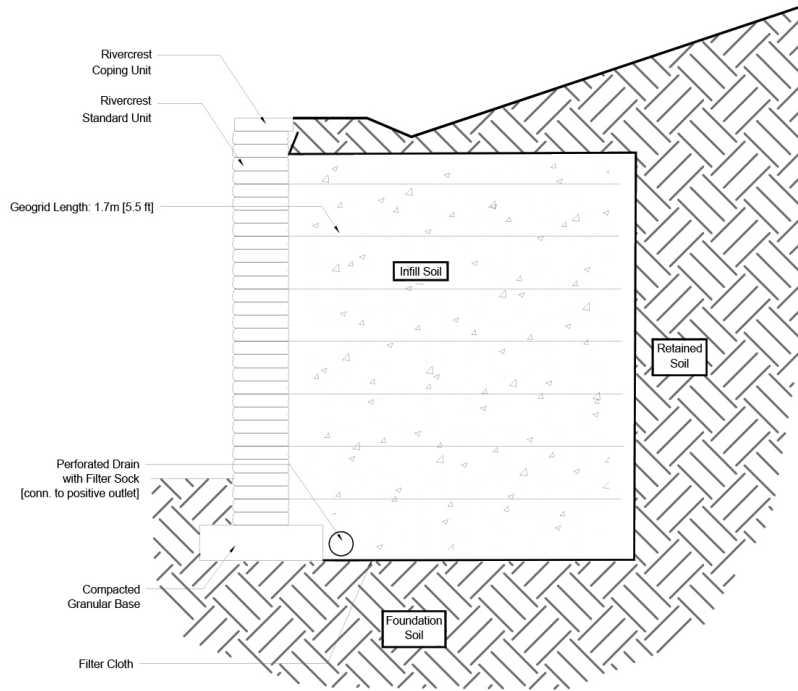 Rivercrest
Coping Unit
Rivercrest
Standard Unit
Geogrid Length: 1.7m [5.5 ft]
Infill Soil
Retained
Soil
Perforated Drain
with Filter Sock
[conn. to positive outlet]
Compacted
Granular Base
Foundation
Soil
Filter Cloth